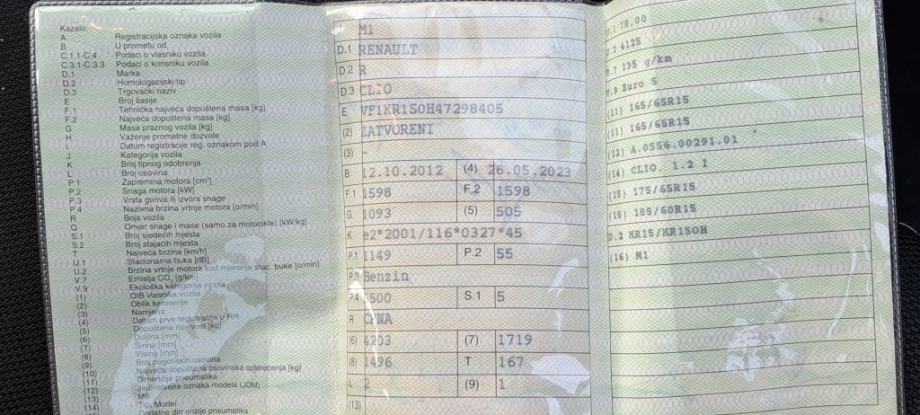 Kazalo:
A Registracijska oznaka vozila
B U prometu od
C.1.1-C.4 Podaci o vlasniku vozila
C.3.1-C.3.3 Podaci o korisniku vozila
D.1 Marka
D.2 Homologacijski tip
D.3 Trgovački naziv
E Broj šasije
F.1 Tehnička najveća dopuštena masa [kg]
F.2 Najveća dopuštena masa [kg]
G Masa praznog vozila [kg]
H Važenje prometne dozvole
I Datum registracije reg. oznakom pod A
J Kategorija vozila
K Broj tipnog odobrenja
L Broj osovina
P.1 Zapremina motora [cm³]
P.2 Snaga motora [kW]
P.3 Vrsta goriva ili izvora snage
P.4 Nazivna brzina vrtnje motora [o/min]
R Boja vozila
Q Omjer snage i mase (samo za motocikle) [kW/kg]
S.1 Broj sjedećih mjesta
S.2 Broj stajaćih mjesta
T Najveća brzina [km/h]
U.1 Stacionarna buka [dB]
U.2 Brzina vrtnje motora kod mjerenja stac. buke [o/min]
V.7 Emisija CO₂ [g/km]
V.9 Ekološka kategorija vozila
(1) OIB vlasnika vozila
(2) Oblik karoserije
(3) Namjena
(4) Datum prve registracije u RH
(5) Dopuštena nosivost [kg]
(6) Duljina [mm]
(7) Širina [mm]
(8) Visina [mm]
(9) Broj pogonskih osovina
(10) Najveća dopuštena osovinska opterećenja [kg]
(11) Dimenzije pneumatika
(12) Jedinstvena oznaka modela (JOM)
(13) MB
(14) Tip, Model
Dodatne dimenzije pneumatika
M1
D.1 RENAULT
D.2 R
D.3 CLIO
E VF1KR1S0H47298405
(2) ZATVORENI
(3) -
B 12.10.2012 (4) 26.05.2023
F.1 1598 F.2 1598
G 1093 (5) 505
K e2*2001/116*0327*45
P.1 1149 P.2 55
P.3 Benzin
P.4 5500 S.1 5
R CRNA
(6) 4203 (7) 1719
(8) 1496 T 167
L 2 (9) 1
(13)
78.00
4125
135 g/km
V.9 Euro 5
(11) 165/65R15
(11) 165/65R15
(12) A.0556.00291.01
(14) CLIO 1.2 I
(15) 175/65R15
(15) 185/60R15
D.2 KR1S/KR1S0H
(16) M1